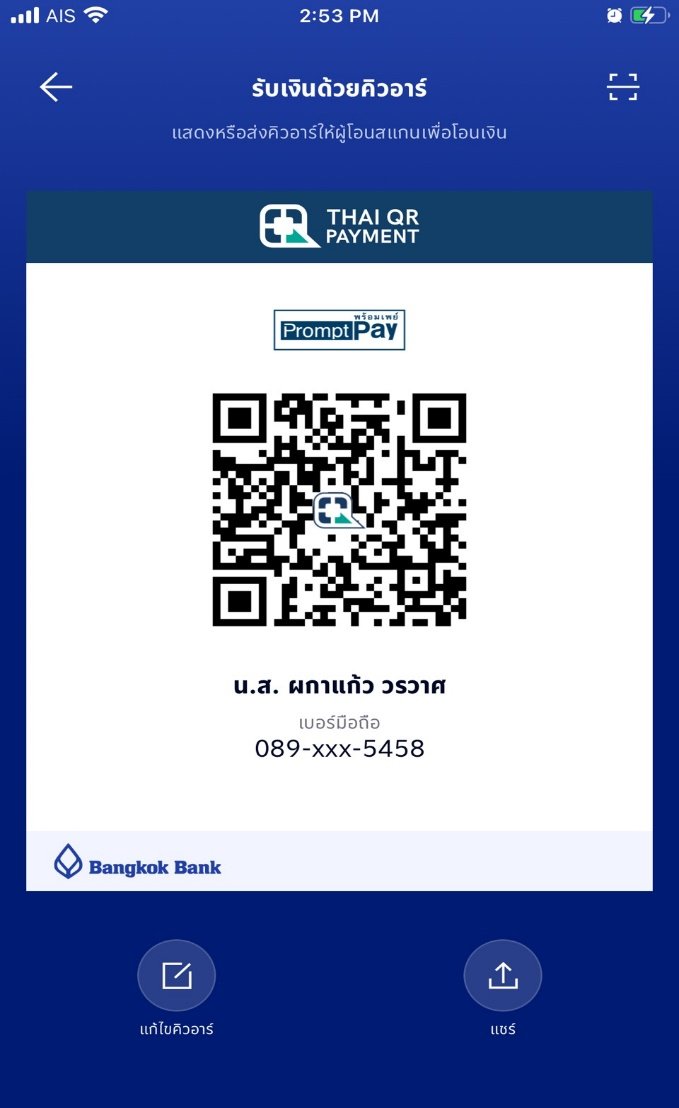 AIS
2:53 PM
รับเงินด้วยคิวอาร์
แสดงหรือส่งคิวอาร์ให้ผู้โอนสแกนเพื่อโอนเงิน
THAI QR
PAYMENT
พร้อมเพย์
PromptPay
น.ส. ผกาแก้ว วรวาศ
เบอร์มือถือ
089-xxx-5458
Bangkok Bank
แก้ไขคิวอาร์
แชร์